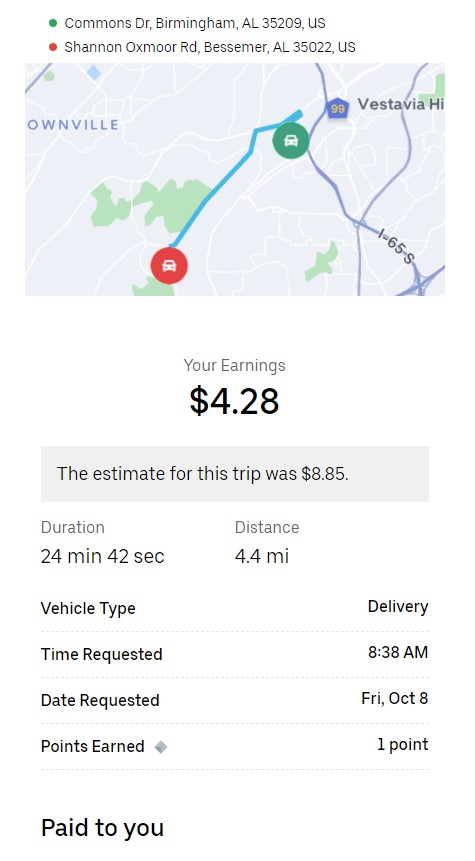 Commons Dr, Birmingham, AL 35209, US
Shannon Oxmoor Rd, Bessemer, AL 35022, US
OWNVILLE
99
Vestavia Hi
I-65-S
Your Earnings
$4.28
The estimate for this trip was $8.85.
Duration
Distance
24 min 42 sec
4.4 mi
Vehicle Type
Delivery
Time Requested
8:38 AM
Date Requested
Fri, Oct 8
Points Earned
1 point
Paid to you